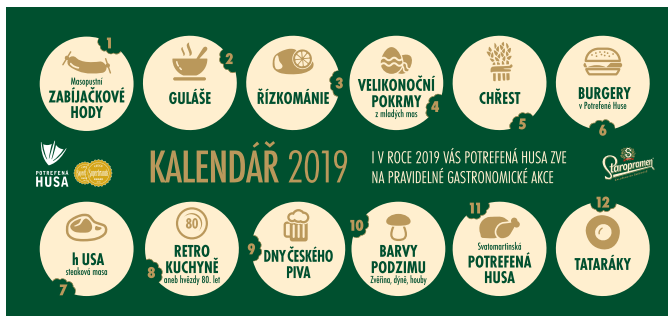 1
Masopustní
ZABÍJAČKOVÉ
HODY
2
GULÁŠE
3
ŘÍZKOMÁNIE
VELIKONOČNÍ
POKRMY
z mladých mas
4
CHŘEST
5
BURGERY
v Potrefené Huse
6
POTREFENÁ
HUSA
KALENDÁŘ 2019
I V ROCE 2019 VÁS POTREFENÁ HUSA ZVE
NA PRAVIDELNÉ GASTRONOMICKÉ AKCE
Staropramen
h USA
steaková masa
7
80
RETRO
KUCHYNĚ
aneb hvězdy 80. let
8
9
DNY ČESKÉHO
PIVA
10
BARVY
PODZIMU
Zvěřina, dýně, houby
11
Svatomartinská
POTREFENÁ
HUSA
12
TATARÁKY